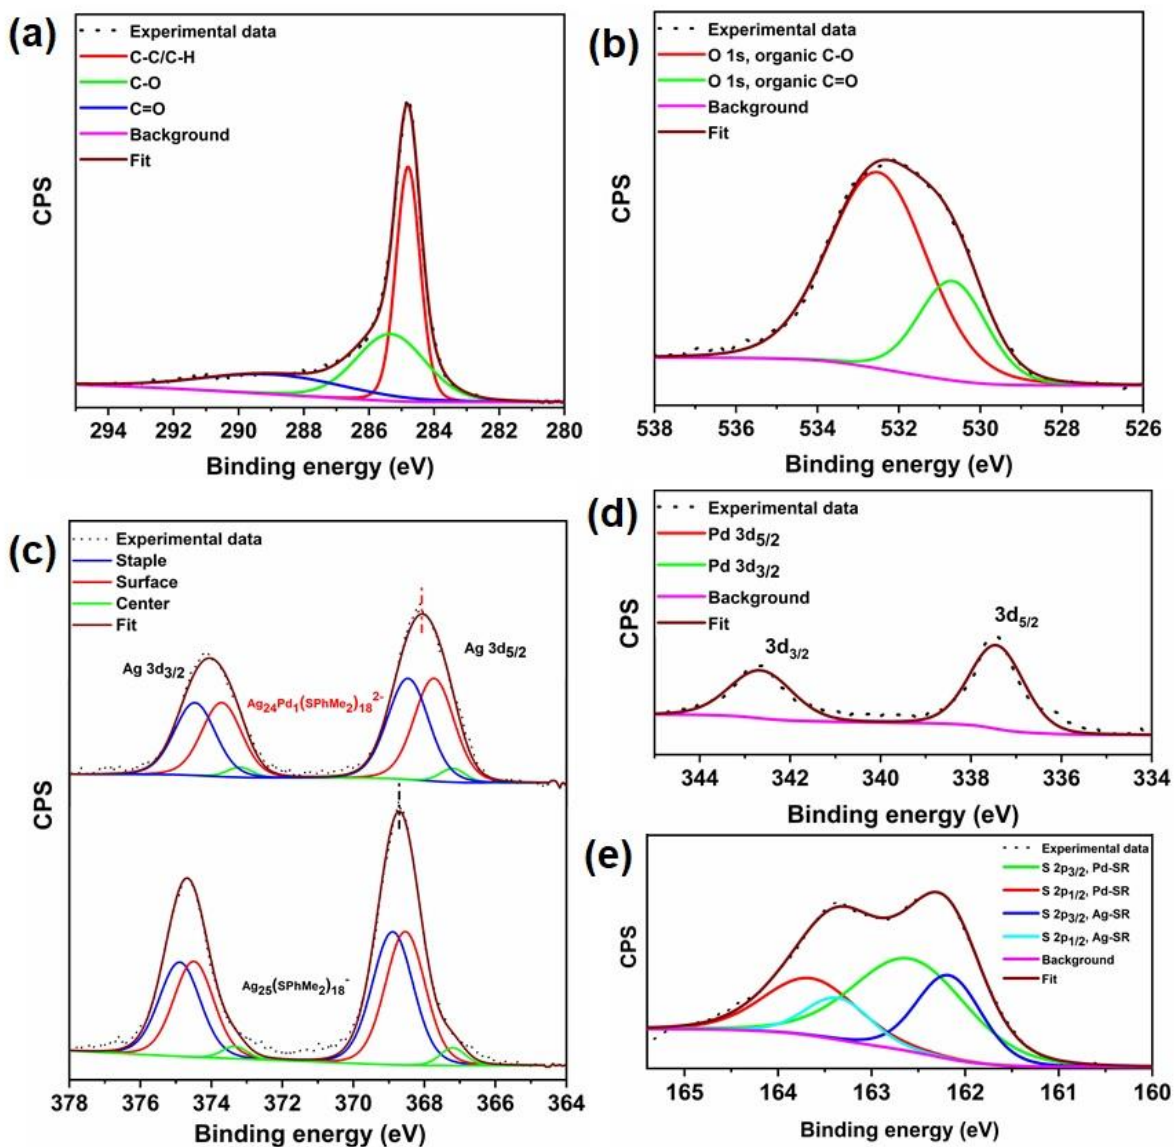 (a)
Experimental data
C-C/C-H
C-O
C=O
Background
Fit
CPS
294 292 290 288 286 284 282 280
Binding energy (eV)
(b)
Experimental data
O 1s, organic C-O
O 1s, organic C=O
Background
Fit
CPS
538 536 534 532 530 528 526
Binding energy (eV)
(c)
Experimental data
Staple
Surface
Center
Fit
Ag 3d3/2
Ag 3d5/2
Ag24Pd1(SPhMe2)18 2-
Ag25(SPhMe2)18 -
CPS
378 376 374 372 370 368 366 364
Binding energy (eV)
(d)
Experimental data
Pd 3d5/2
Pd 3d3/2
Background
Fit
3d3/2
3d5/2
CPS
344 342 340 338 336 334
Binding energy (eV)
(e)
Experimental data
S 2p3/2, Pd-SR
S 2p1/2, Pd-SR
S 2p3/2, Ag-SR
S 2p1/2, Ag-SR
Background
Fit
CPS
165 164 163 162 161 160
Binding energy (eV)